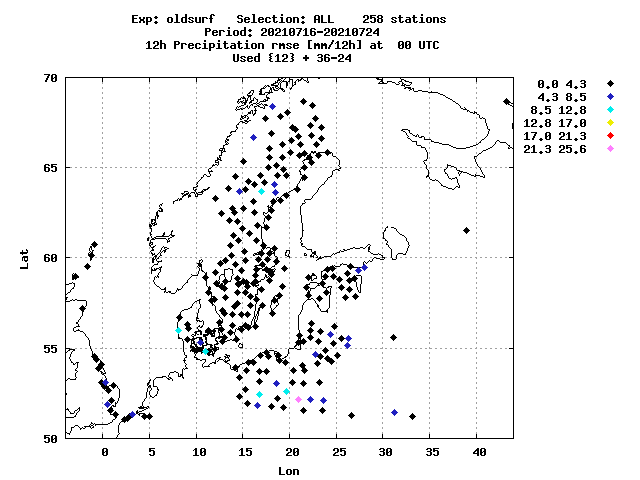 Exp: oldsurf   Selection: ALL    258 stations
Period: 20210716-20210724
12h Precipitation rmse [mm/12h] at  00 UTC
Used {12} + 36-24
0.0 4.3
4.3 8.5
8.5 12.8
12.8 17.0
17.0 21.3
21.3 25.6
70
65
60
55
50
Lat
0 5 10 15 20 25 30 35 40
Lon